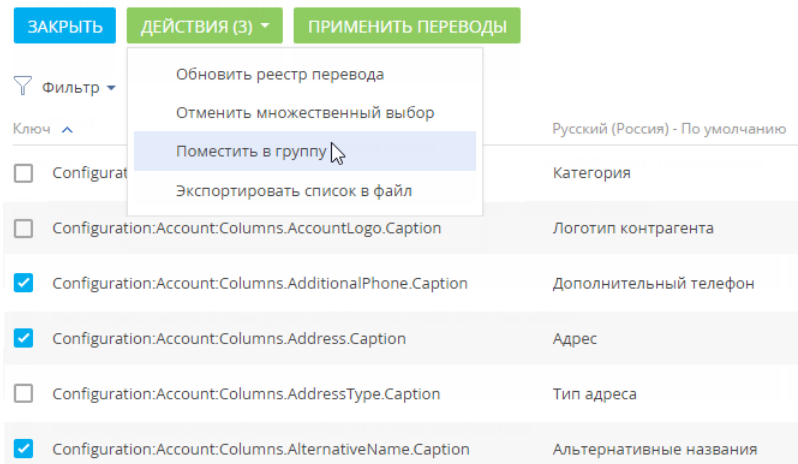 ЗАКРЫТЬ ДЕЙСТВИЯ (3) ПРИМЕНИТЬ ПЕРЕВОДЫ
Обновить реестр перевода
Фильтр
Отменить множественный выбор
Ключ Русский (Россия) - По умолчанию
Поместить в группу
Configurat Категория
Экспортировать список в файл
Configuration:Account:Columns.AccountLogo.Caption Логотип контрагента
Configuration:Account:Columns.AdditionalPhone.Caption Дополнительный телефон
Configuration:Account:Columns.Address.Caption Адрес
Configuration:Account:Columns.AddressType.Caption Тип адреса
Configuration:Account:Columns.AlternativeName.Caption Альтернативные названия